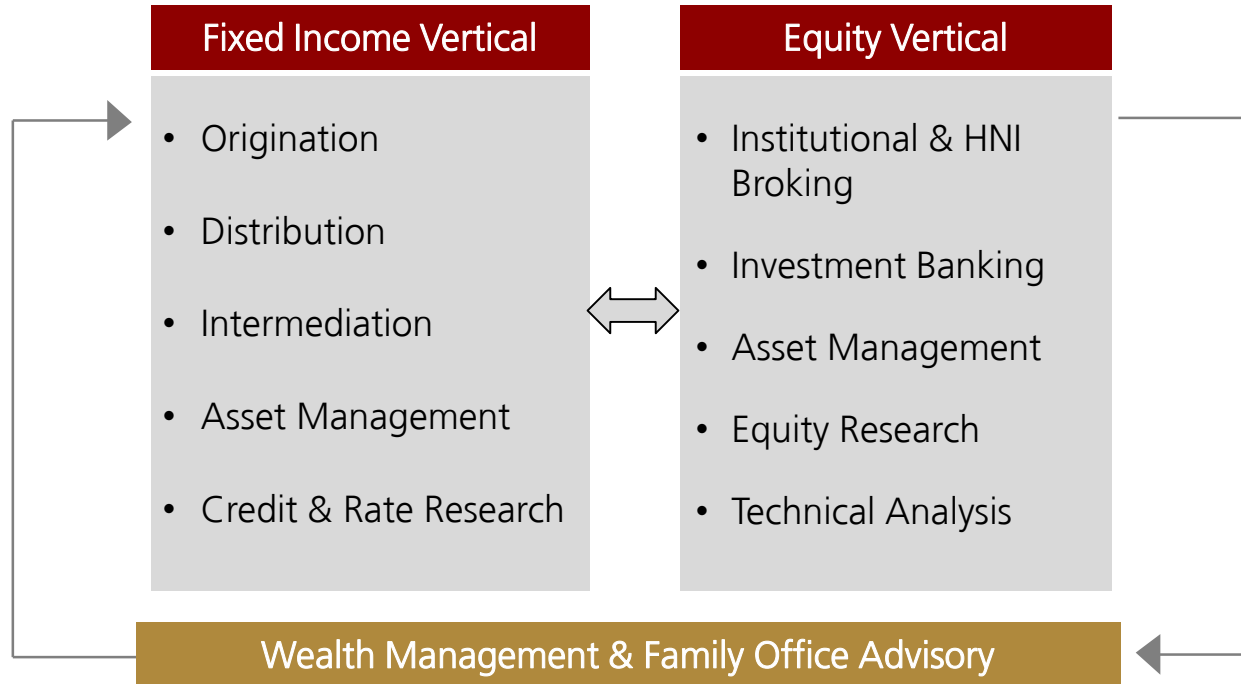 Fixed Income Vertical
• Origination
• Distribution
• Intermediation
• Asset Management
• Credit & Rate Research
Equity Vertical
• Institutional & HNI
Broking
• Investment Banking
• Asset Management
• Equity Research
• Technical Analysis
Wealth Management & Family Office Advisory